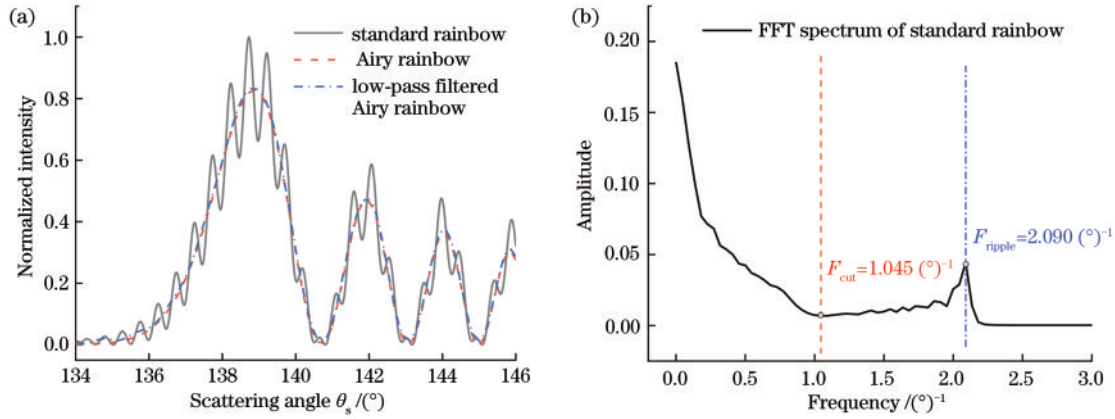 (a)
1.0
0.8
0.6
0.4
0.2
0.0
Normalized intensity
standard rainbow
Airy rainbow
low-pass filtered
Airy rainbow
134 136 138 140 142 144 146
Scattering angle θs /(°)
(b)
0.20
0.15
0.10
0.05
0.00
Amplitude
FFT spectrum of standard rainbow
Fripple=2.090 (°)-1
Fcut=1.045 (°)-1
0.0 0.5 1.0 1.5 2.0 2.5 3.0
Frequency /(°)-1